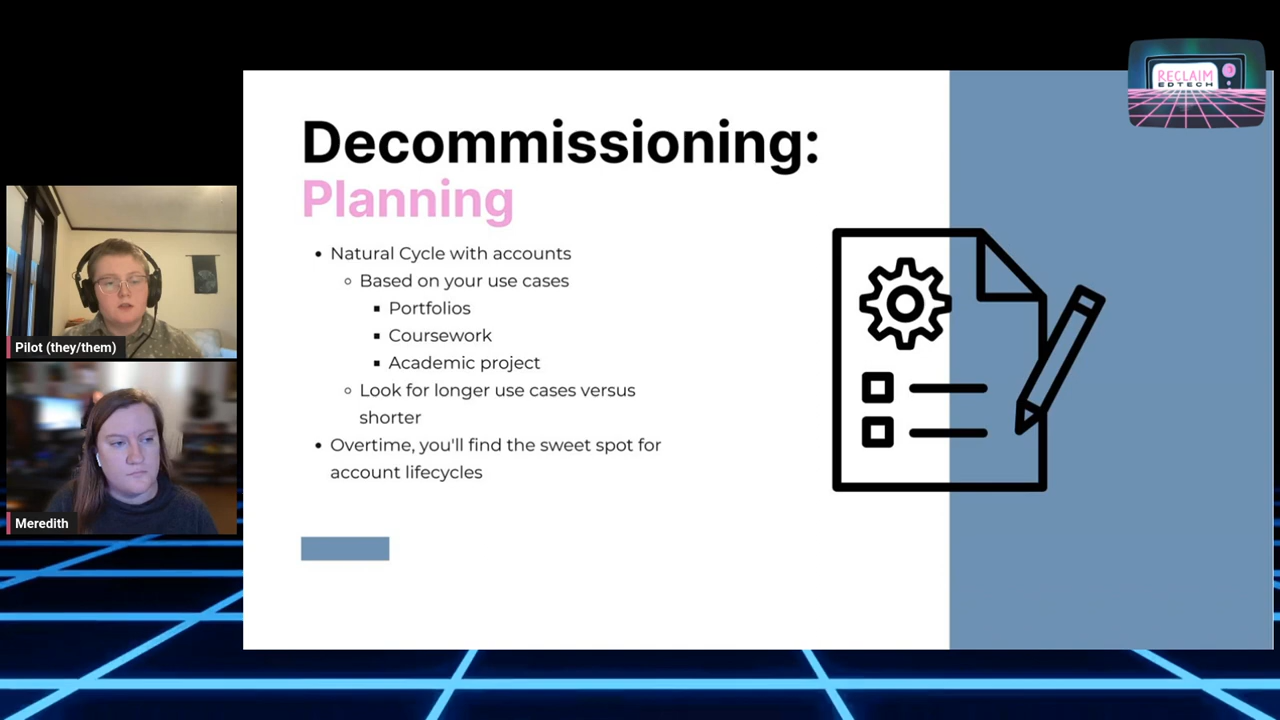 RECLAIM
EDTECH
Decommissioning:
Planning
Natural Cycle with accounts
Based on your use cases
Portfolios
Coursework
Academic project
Look for longer use cases versus
shorter
Overtime, you'll find the sweet spot for
account lifecycles
Pilot (they/them)
Meredith